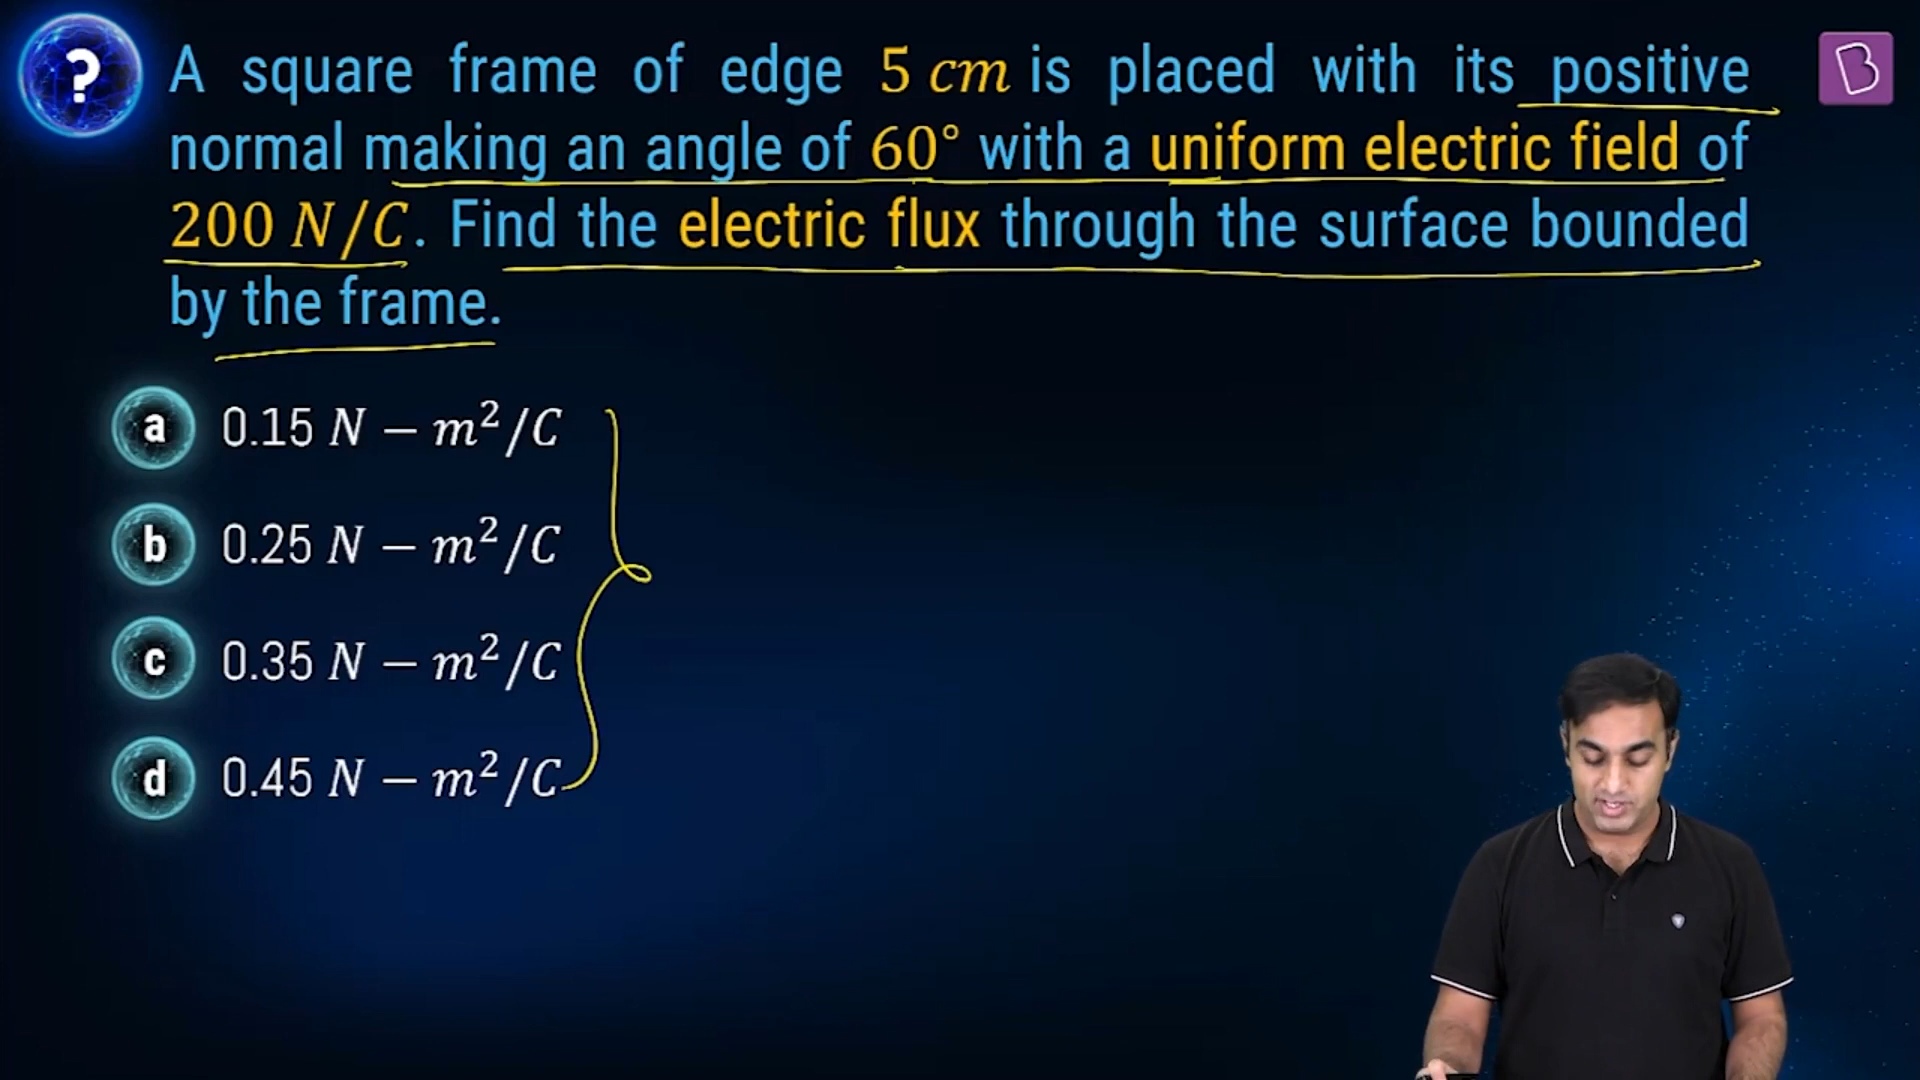 ?
A square frame of edge 5 cm is placed with its positive
normal making an angle of 60° with a uniform electric field of
200 N/C. Find the electric flux through the surface bounded
by the frame.
a 0.15 N − m²/C
b 0.25 N − m²/C
c 0.35 N − m²/C
d 0.45 N − m²/C
B